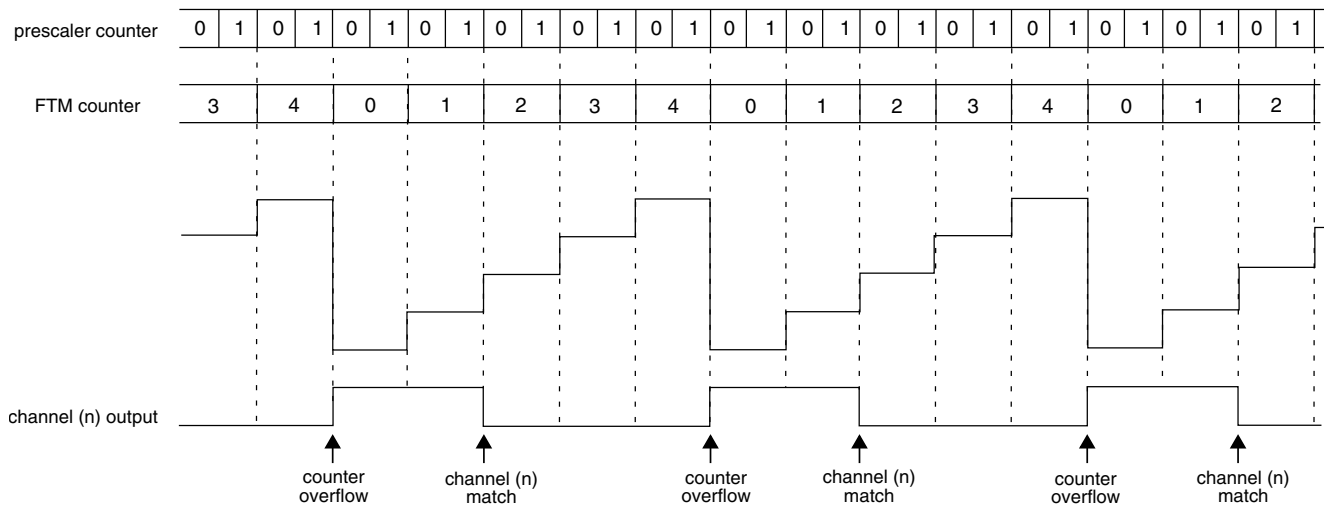 prescaler counter 0 1 0 1 0 1 0 1 0 1 0 1 0 1 0 1 0 1 0 1 0 1 0 1 0 1 0 1 0 1
FTM counter 3 4 0 1 2 3 4 0 1 2 3 4 0 1 2
channel (n) output
counter overflow
channel (n) match
counter overflow
channel (n) match
counter overflow
channel (n) match